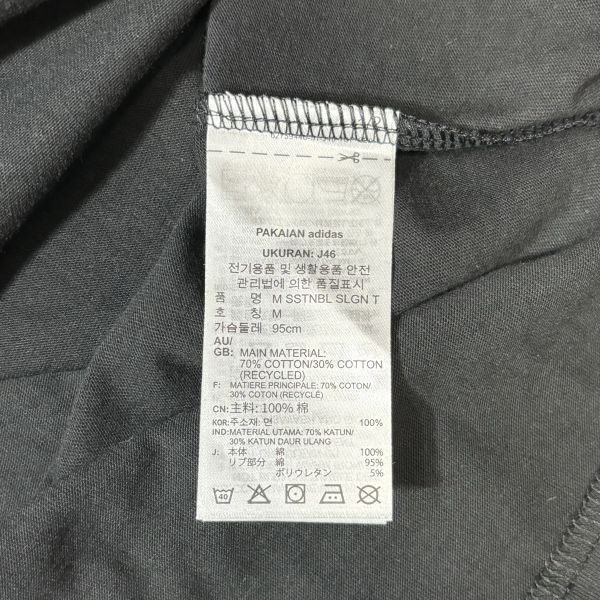 PAKAIAN adidas
UKURAN: J46
전기용품 및 생활용품 안전
관리법에 의한 품질표시
품 명 M SSTNBL SLGN T
호 칭 M
가슴둘레 95cm
AU/
GB: MAIN MATERIAL:
70% COTTON/30% COTTON
(RECYCLED)
F: MATIERE PRINCIPALE: 70% COTON/
30% COTON (RECYCLÉ)
CN: 主料: 100% 棉
KOR: 주소재: 면 100%
IND: MATERIAL UTAMA: 70% KATUN/
30% KATUN DAUR ULANG
J: 本体 綿 100%
リブ部分 綿 95%
ポリウレタン 5%
40